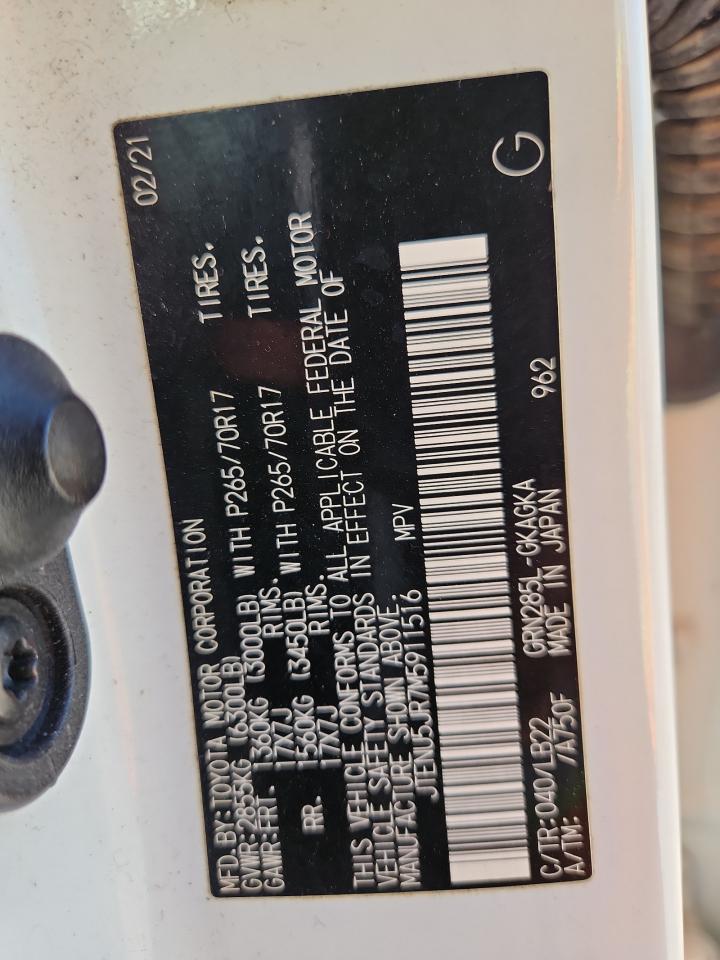 MFD.BY:TOYOTA MOTOR CORPORATION 02/21
GVWR:2855KG (6300LB)
GAWR:FRT. 1360KG (3000LB) WITH P265/70R17 TIRES.
17X7J RIMS.
RR. 1560KG (3450LB) WITH P265/70R17 TIRES.
17X7J RIMS.
THIS VEHICLE CONFORMS TO ALL APPLICABLE FEDERAL MOTOR
VEHICLE SAFETY STANDARDS IN EFFECT ON THE DATE OF
MANUFACTURE SHOWN ABOVE.
JTENU5JR7M5911516 MPV
C/TR:040/LB22 GRN285L-GKAGKA 962 G
A/TM: /A750F MADE IN JAPAN